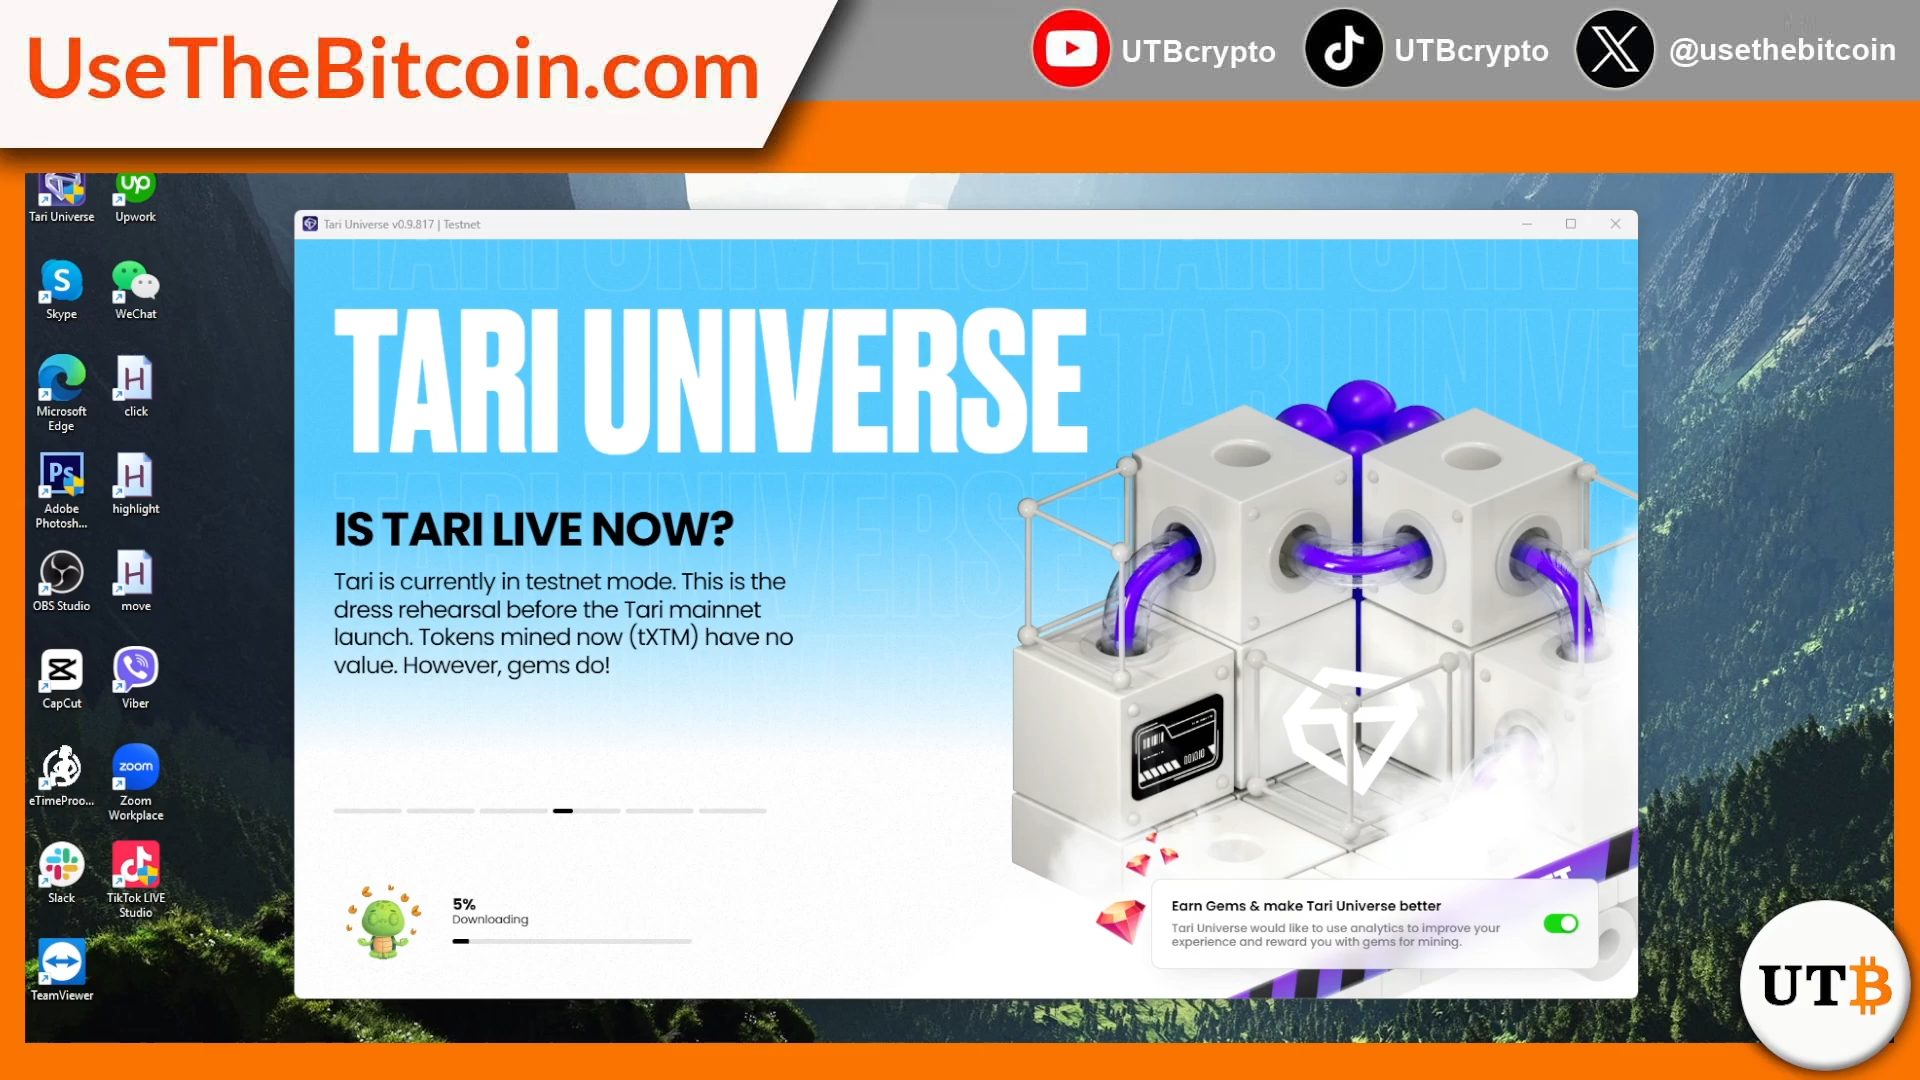 UseTheBitcoin.com
UTBcrypto
UTBcrypto
@usethebitcoin
Tari Universe
Upwork
Skype
WeChat
Microsoft
Edge
click
Ps
Adobe
Photosh...
highlight
OBS Studio
move
CapCut
Viber
eTimeProo...
zoom
Zoom
Workplace
Slack
TikTok LIVE
Studio
TeamViewer
Tari Universe v0.9.817 | Testnet
TARI UNIVERSE
IS TARI LIVE NOW?
Tari is currently in testnet mode. This is the
dress rehearsal before the Tari mainnet
launch. Tokens mined now (tXTM) have no
value. However, gems do!
5%
Downloading
Earn Gems & make Tari Universe better
Tari Universe would like to use analytics to improve your
experience and reward you with gems for mining.
UTB